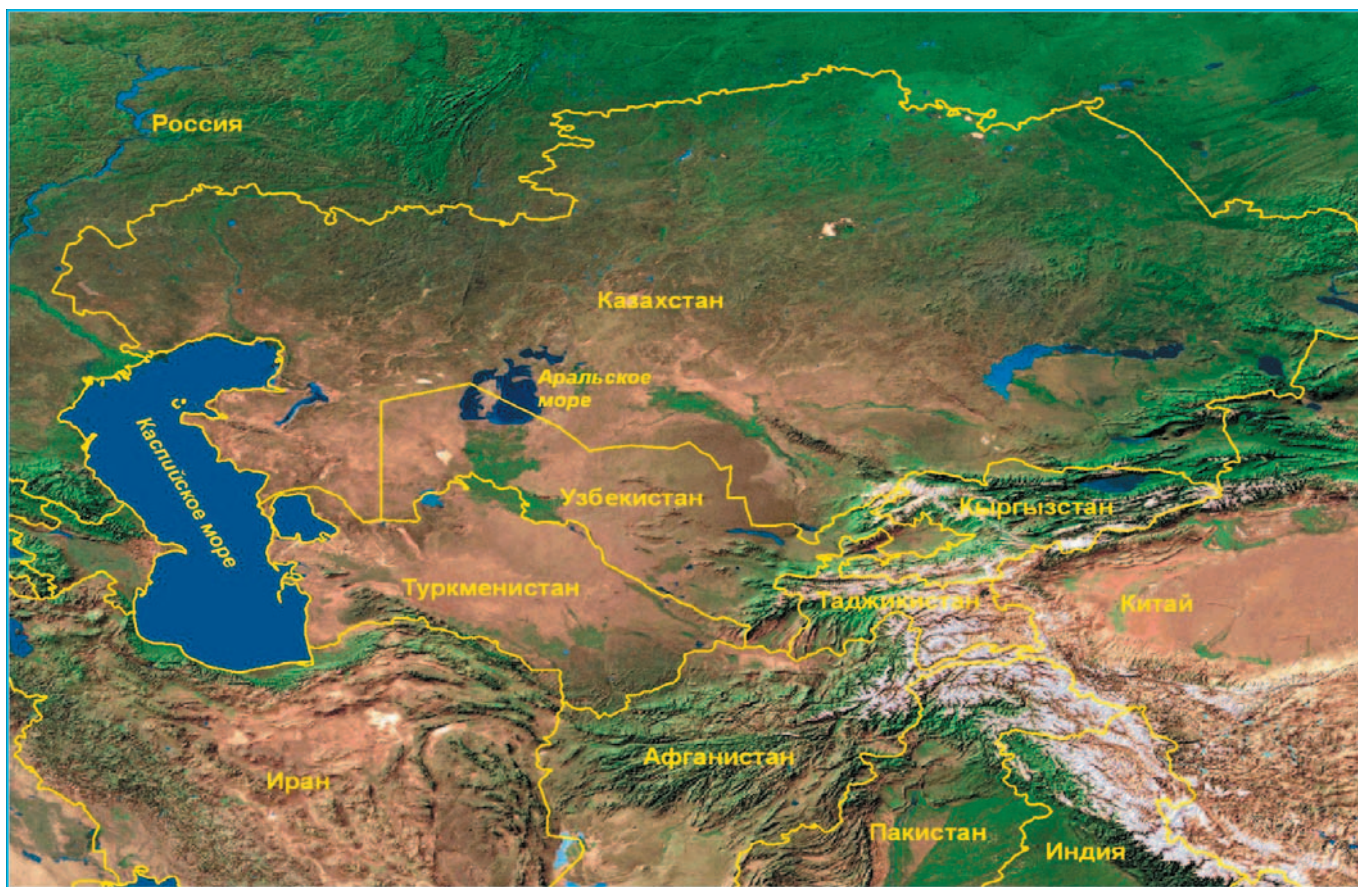 Россия
Казахстан
Аральское
море
Каспийское море
Узбекистан
Кыргызстан
Туркменистан
Таджикистан
Китай
Афганистан
Иран
Пакистан
Индия